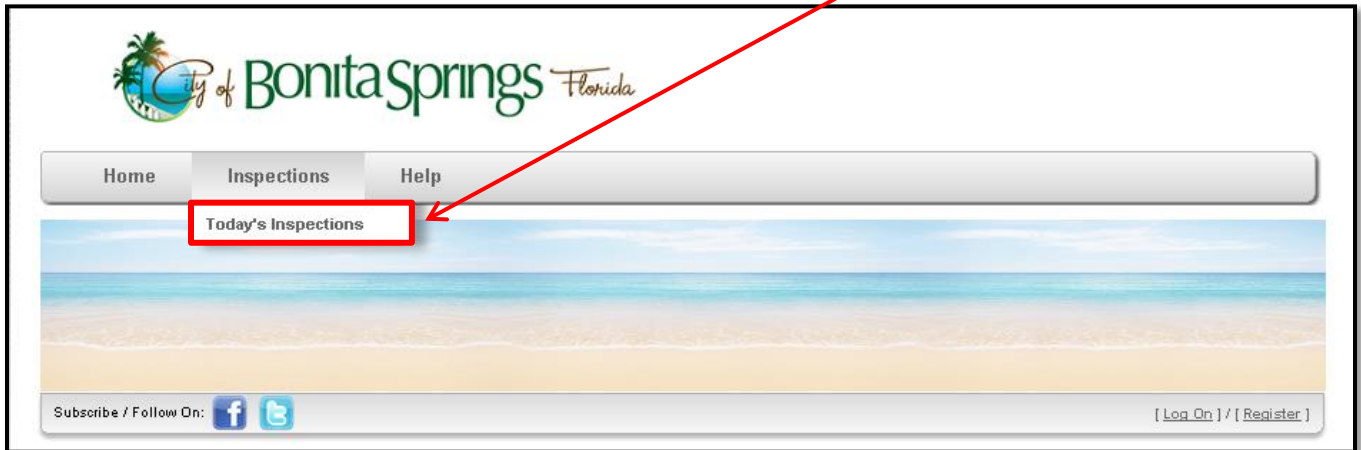 City of Bonita Springs Florida
Home Inspections Help
Today's Inspections
Subscribe / Follow On: [ Log On ] / [ Register ]